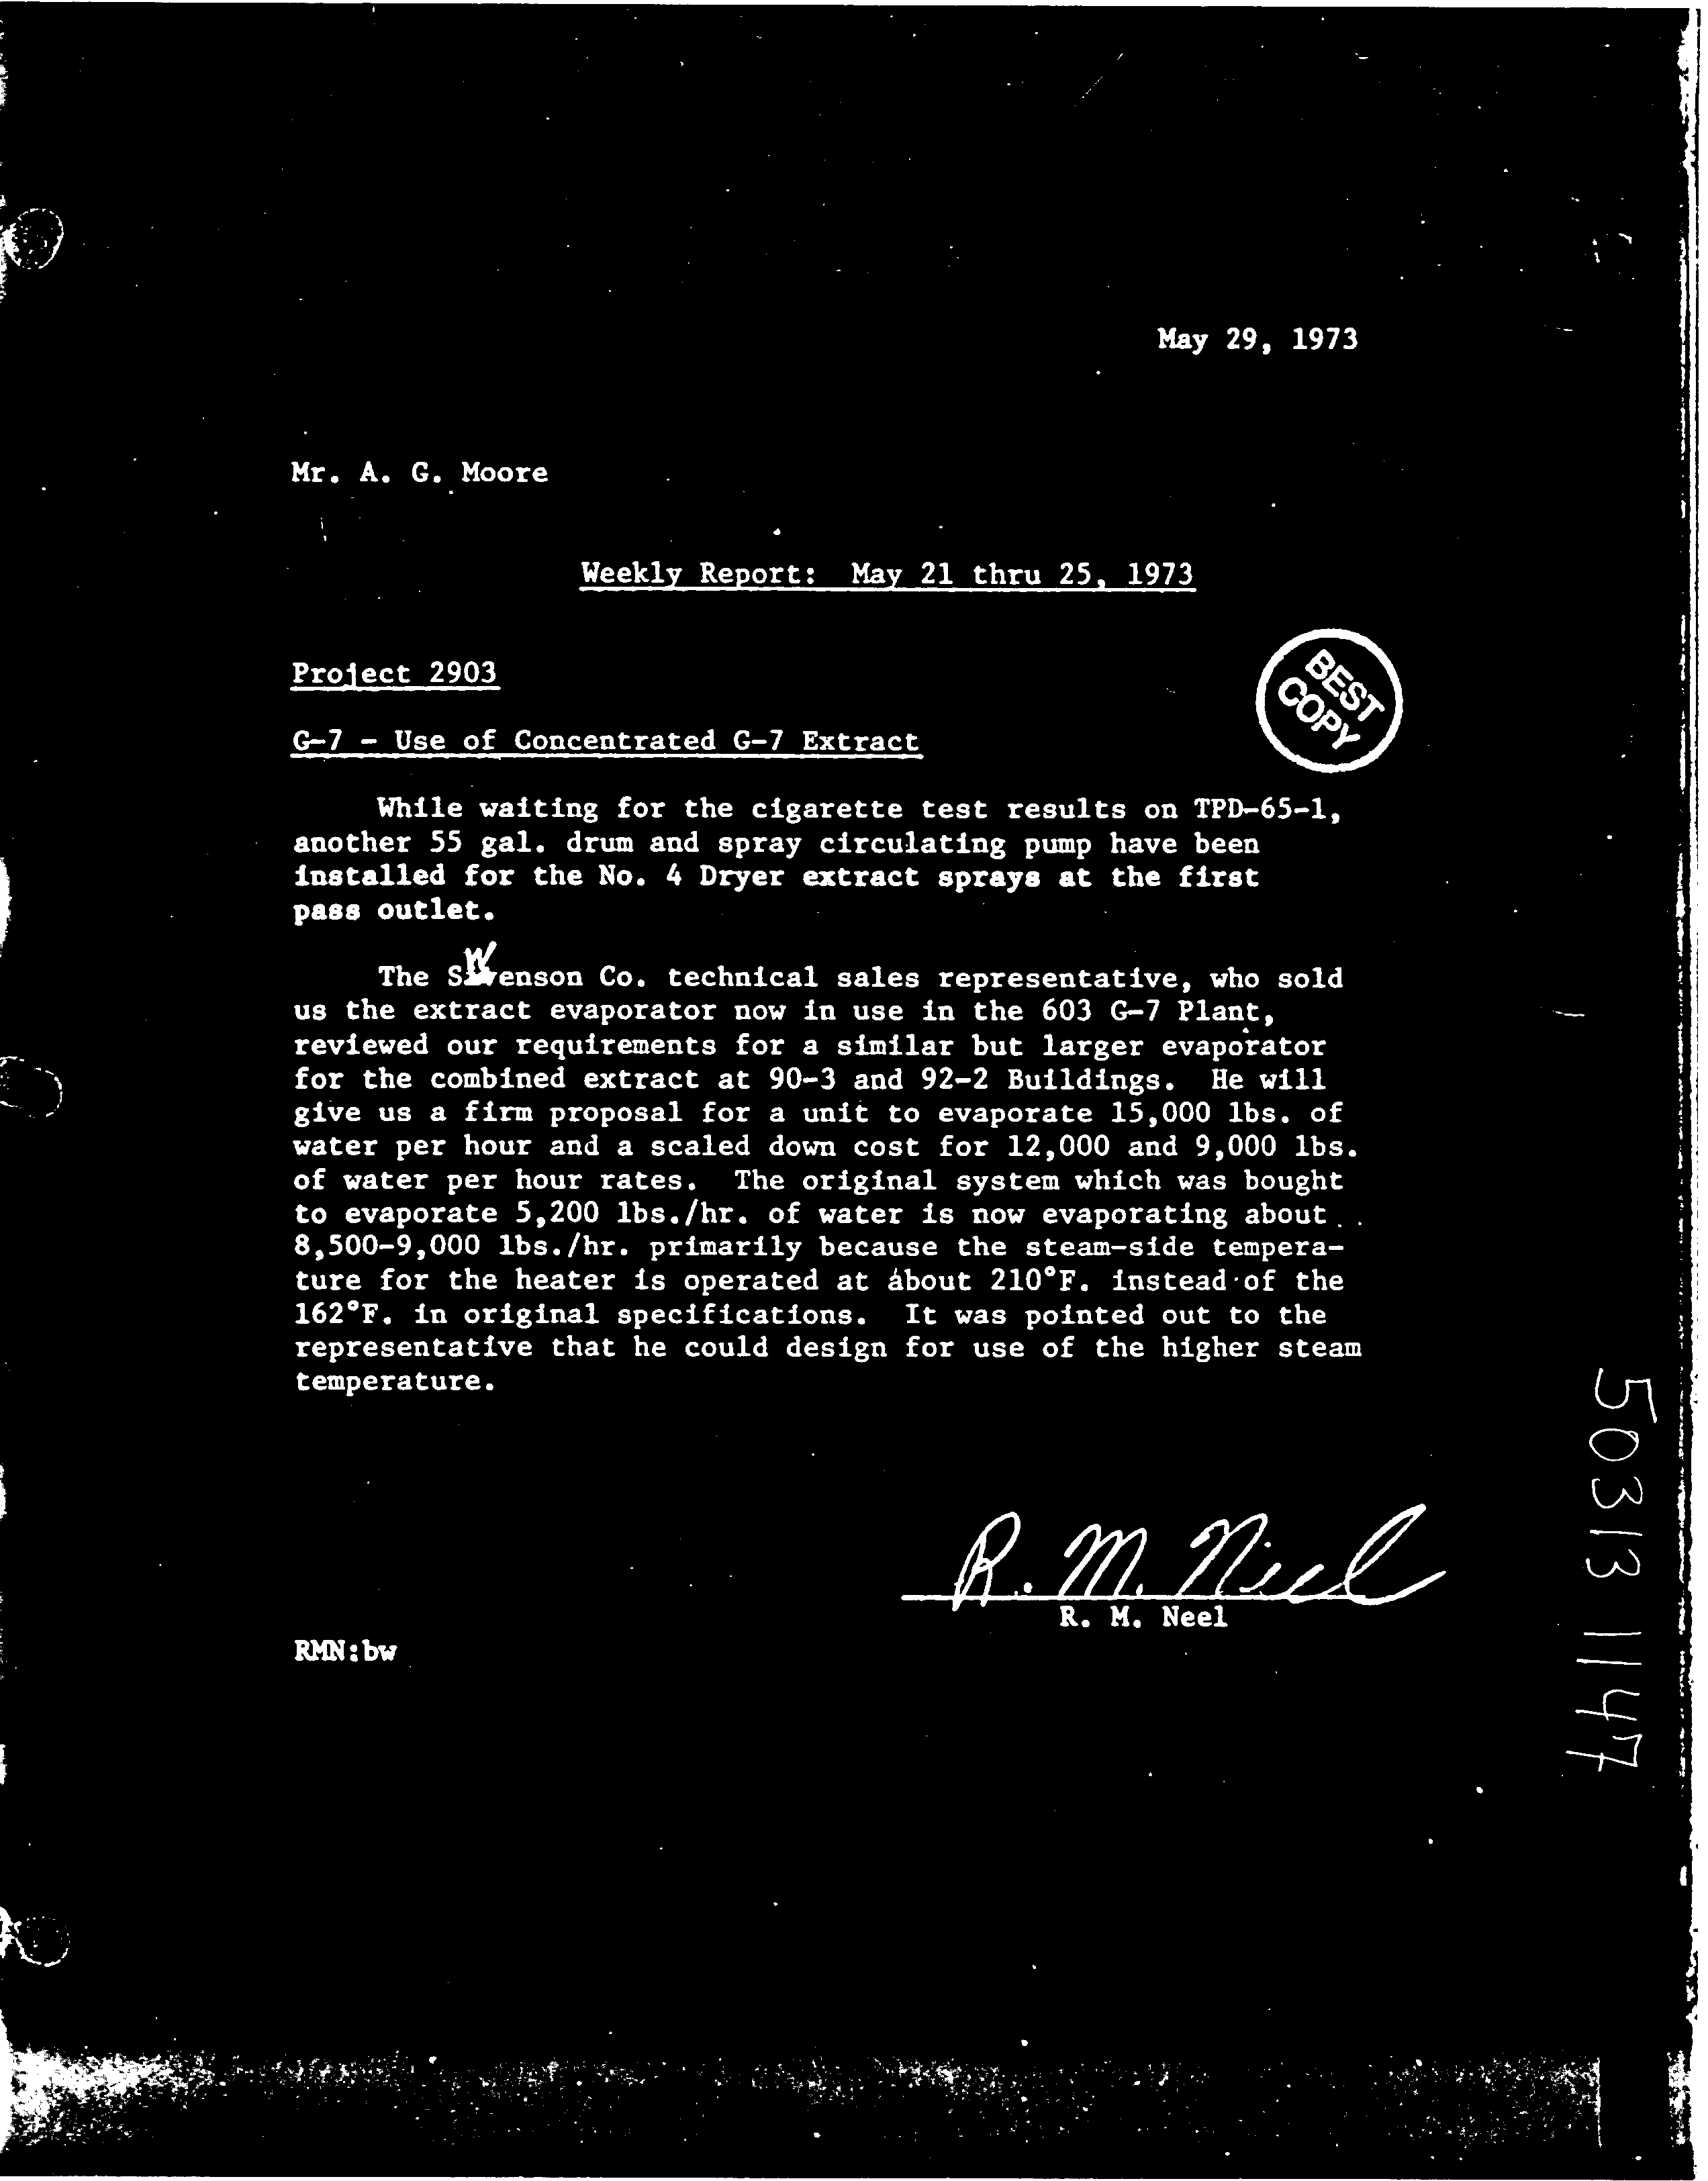 May 29, 1973
Mr. A. G. Moore
Weekly Report: May 21 thru 25, 1973
Project 2903
BEST
COPY
G-7 - Use of Concentrated G-7 Extract
While waiting for the cigarette test results on TPD-65-1,
another 55 gal. drum and spray circulating pump have been
installed for the No. 4 Dryer extract sprays at the first
pass outlet.
The Swenson Co. technical sales representative, who sold
us the extract evaporator now in use in the 603 G-7 Plant,
reviewed our requirements for a similar but larger evaporator
for the combined extract at 90-3 and 92-2 Buildings. He will
give us a firm proposal for a unit to evaporate 15,000 lbs. of
water per hour and a scaled down cost for 12,000 and 9,000 lbs.
of water per hour rates. The original system which was bought
to evaporate 5,200 lbs./hr. of water is now evaporating about
8,500-9,000 lbs./hr. primarily because the steam-side tempera-
ture for the heater is operated at about 210°F. instead of the
162°F. in original specifications. It was pointed out to the
representative that he could design for use of the higher steam
temperature.
R. M. Neel
R. M. Neel
RMN:bw
50313 1147